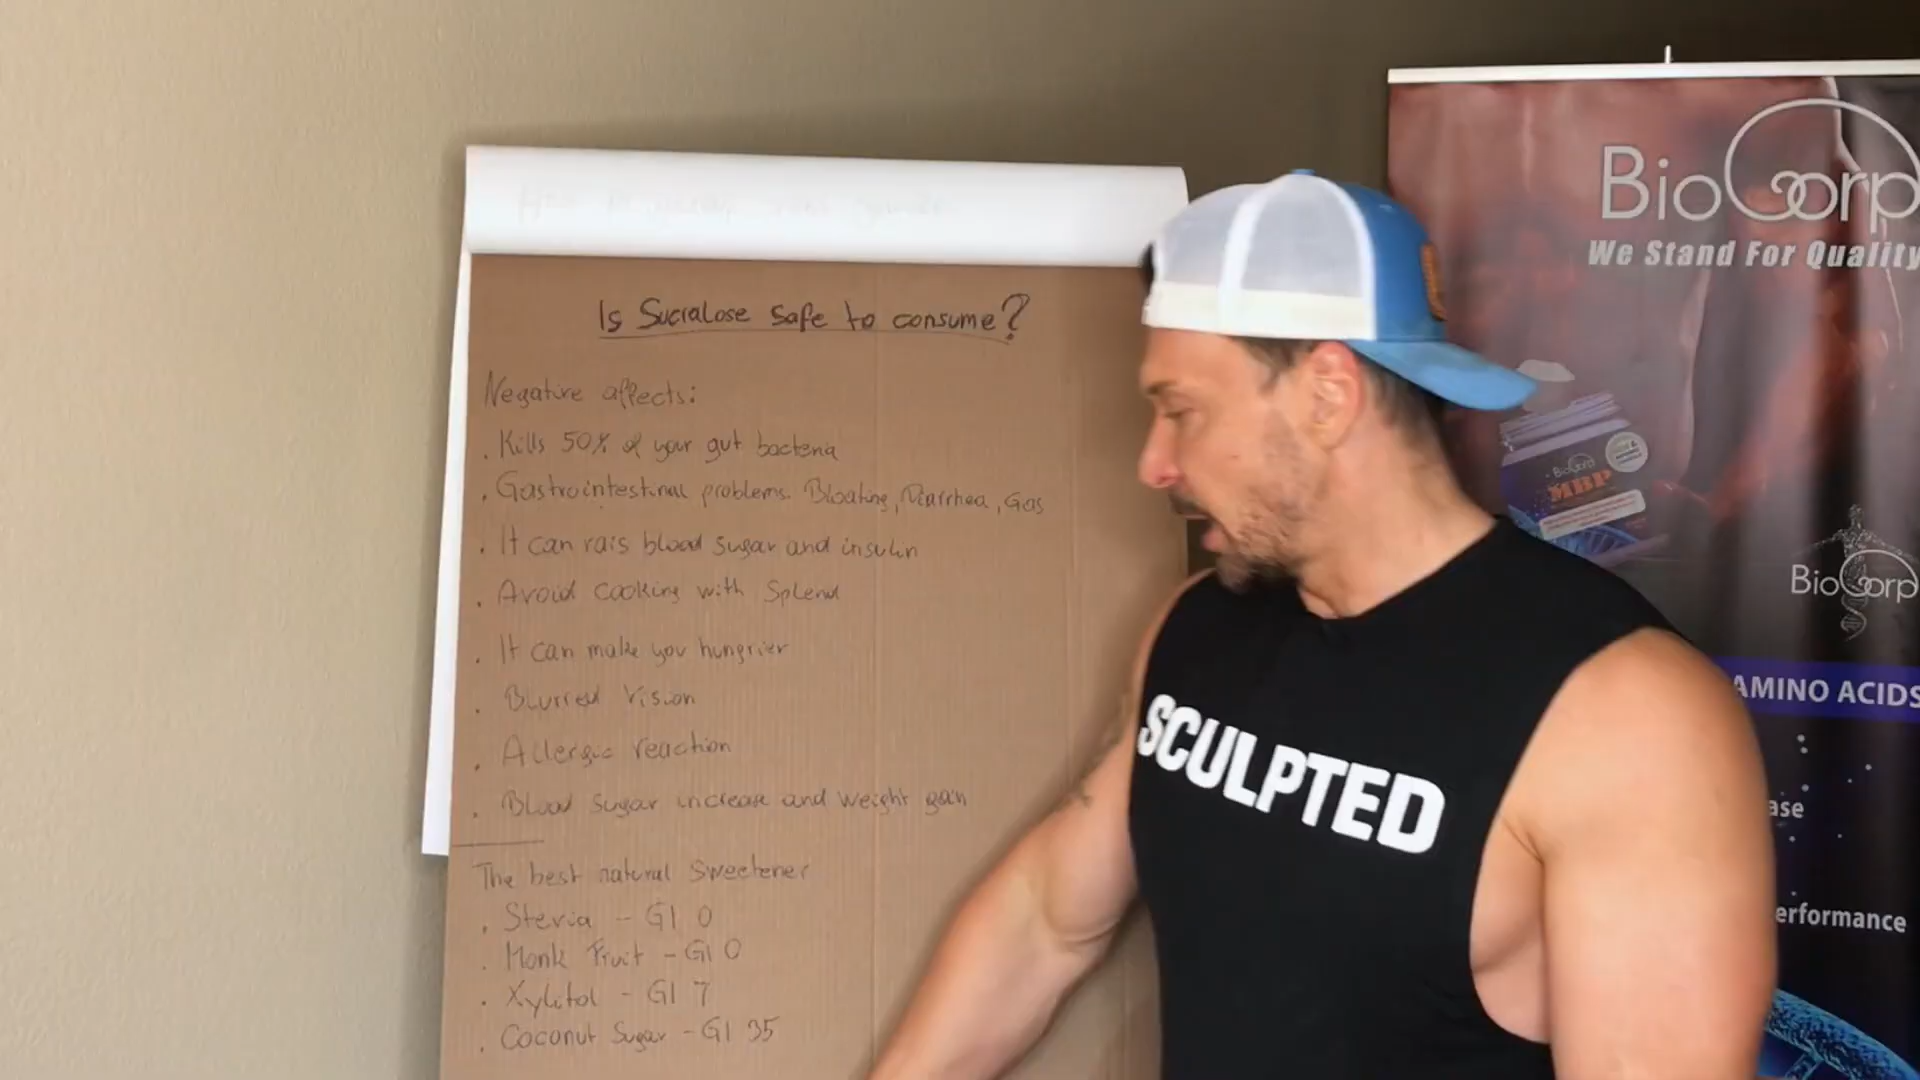 Is Sucralose safe to consume?
Negative affects:
. Kills 50% of your gut bacteria
. Gastrointestinal problems. Bloating, Diarrhea, Gas
. It can rais blood sugar and insulin
. Avoid cooking with Splend
. It can make you hungrier
. Blurred Vision
. Allergic reaction
. Blood sugar increase and weight gain
The best natural Sweetener
. Stevia - GI 0
. Monk Fruit - GI 0
. Xylitol - GI 7
. Coconut Sugar - GI 35
SCULPTED
BioCorp
We Stand For Quality
BioCorp
MBP
BioCorp
AMINO ACIDS
ase
erformance